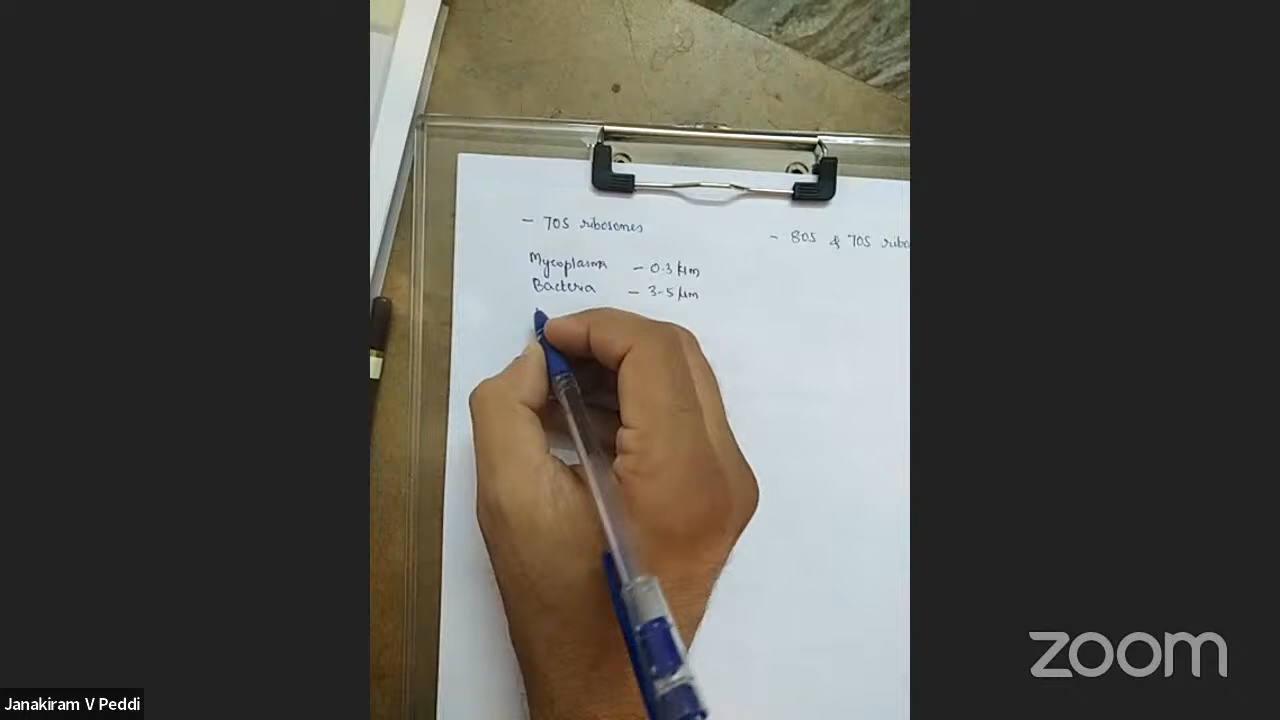 - 70S ribosomes
- 80S & 70S ribo
Mycoplasma - 0.3 μm
Bacteria - 3-5 μm
zoom
Janakiram V Peddi